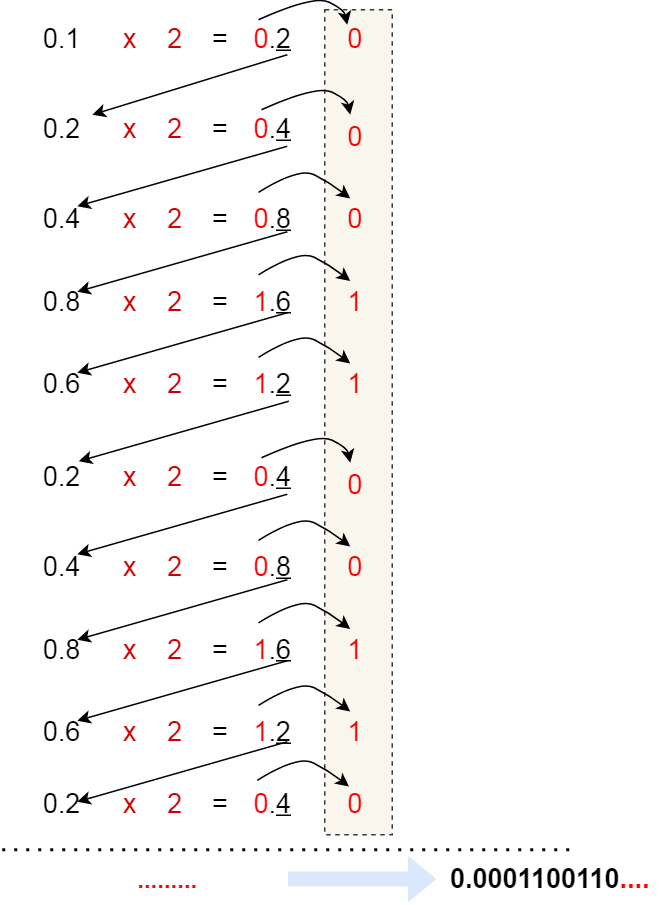 0.1 x 2 = 0.2 0
0.2 x 2 = 0.4 0
0.4 x 2 = 0.8 0
0.8 x 2 = 1.6 1
0.6 x 2 = 1.2 1
0.2 x 2 = 0.4 0
0.4 x 2 = 0.8 0
0.8 x 2 = 1.6 1
0.6 x 2 = 1.2 1
0.2 x 2 = 0.4 0
......... 0.0001100110....